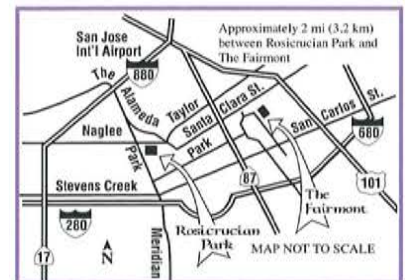 San Jose
Int'l Airport
Approximately 2 mi (3.2 km)
between Rosicrucian Park and
The Fairmont
880
The Alameda
Taylor
Santa Clara St.
Naglee
Park
Park
San Carlos St.
680
Stevens Creek
87
101
The
Fairmont
280
Rosicrucian
Park
MAP NOT TO SCALE
17
N
Meridian